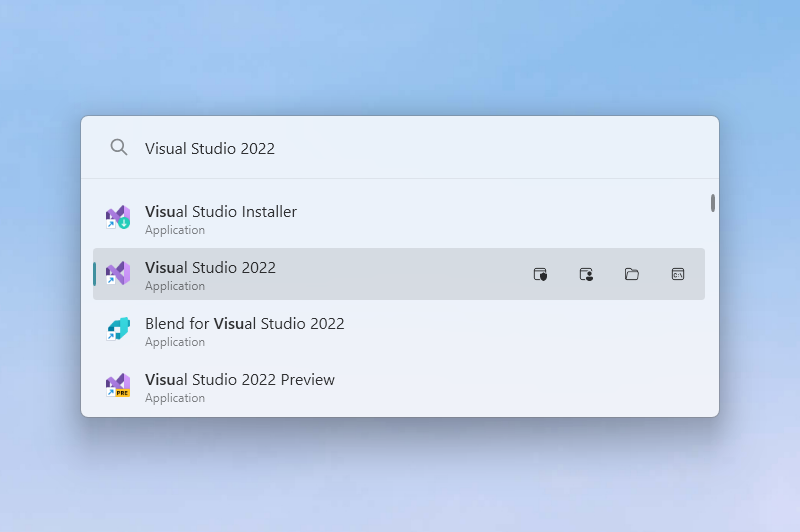 Visual Studio 2022
Visual Studio Installer
Application
Visual Studio 2022
Application
C:\
Blend for Visual Studio 2022
Application
Visual Studio 2022 Preview
PRE
Application